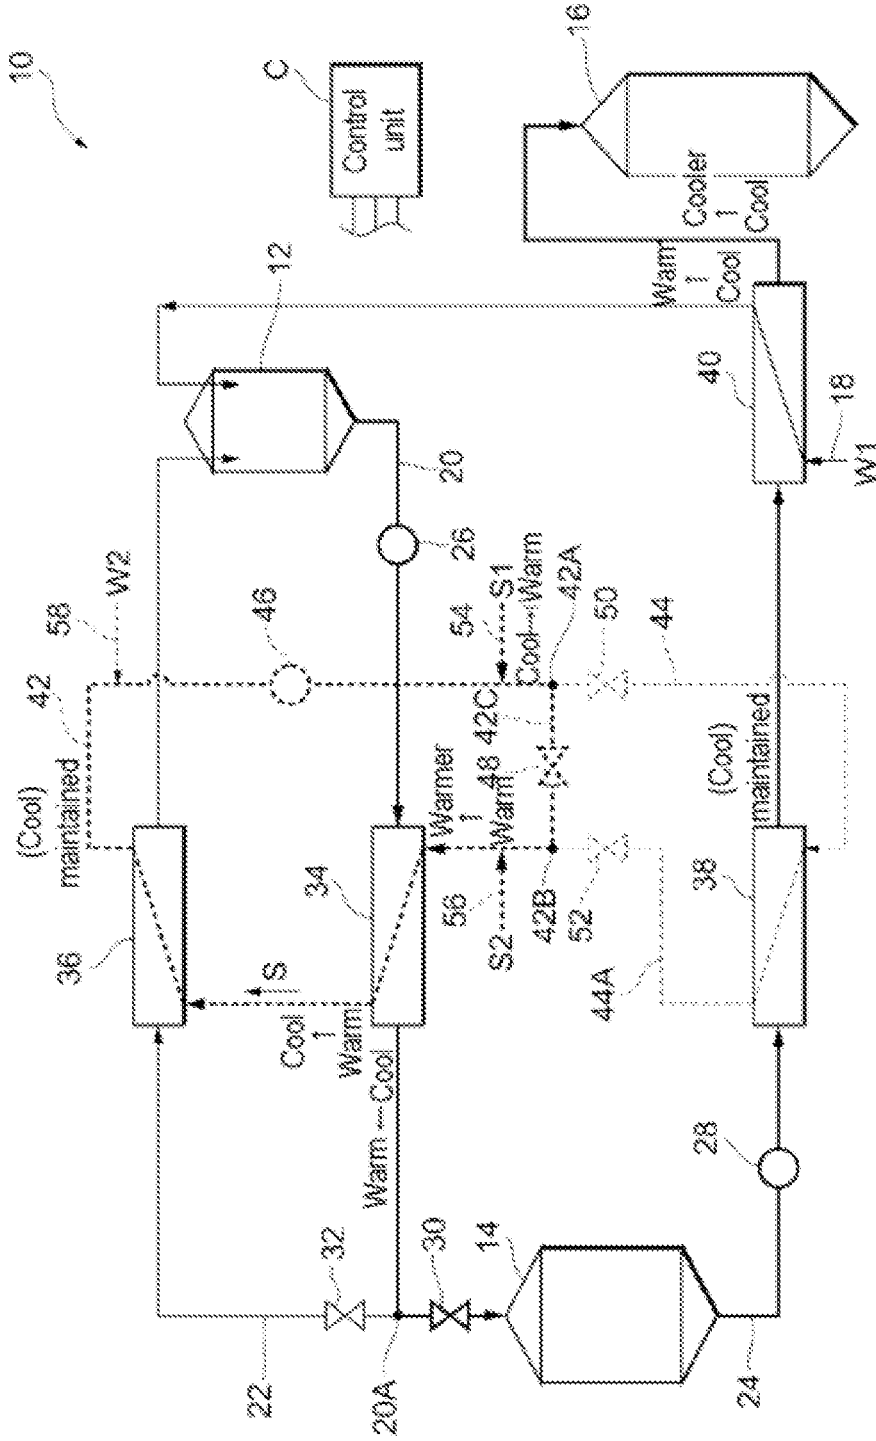 10
(Cool)
maintained
42
58
W2
36
12
C
22
S
46
Cool
↑
Warm
32
Control
unit
Warm ← Cool
34
20A
30
20
26
Warmer
↑
Warm
56
54
S1
42C
48
14
S2
Cool→Warm
42B
42A
16
52
50
44A
44
Warm
↑
Cool
Cooler
↑
Cool
28
38
(Cool)
maintained
40
24
18
W1